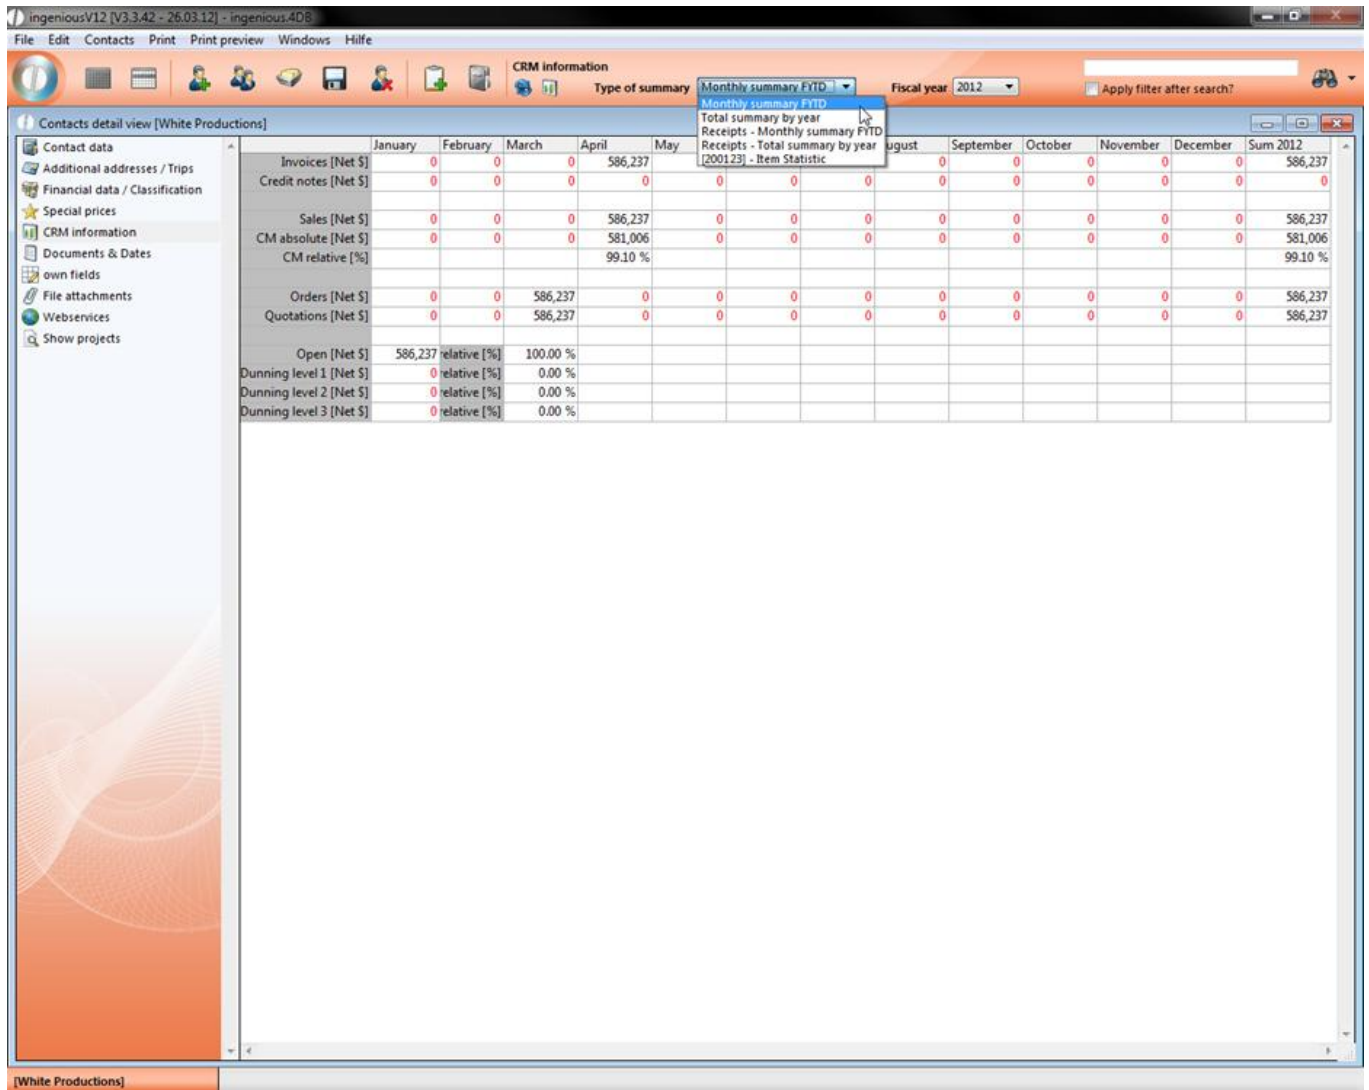 ingeniousV12 [V3.3.42 - 26.03.12] - ingenious.4DB
File Edit Contacts Print Print preview Windows Hilfe
CRM information
Type of summary Monthly summary FYTD Fiscal year 2012 Apply filter after search?
Monthly summary FYTD
Total summary by year
Receipts - Monthly summary FYTD
Receipts - Total summary by year
[200123] - Item Statistic
Contacts detail view [White Productions]
Contact data
Additional addresses / Trips
Financial data / Classification
Special prices
CRM information
Documents & Dates
own fields
File attachments
Webservices
Show projects
January February March April May ugust September October November December Sum 2012
Invoices [Net $] 0 0 0 586,237 0 0 0 0 586,237
Credit notes [Net $] 0 0 0 0 0 0 0 0 0 0 0 0 0
Sales [Net $] 0 0 0 586,237 0 0 0 0 0 0 0 0 586,237
CM absolute [Net $] 0 0 0 581,006 0 0 0 0 0 0 0 0 581,006
CM relative [%] 99.10 % 99.10 %
Orders [Net $] 0 0 586,237 0 0 0 0 0 0 0 0 0 586,237
Quotations [Net $] 0 0 586,237 0 0 0 0 0 0 0 0 0 586,237
Open [Net $] 586,237 relative [%] 100.00 %
Dunning level 1 [Net $] 0 relative [%] 0.00 %
Dunning level 2 [Net $] 0 relative [%] 0.00 %
Dunning level 3 [Net $] 0 relative [%] 0.00 %
[White Productions]